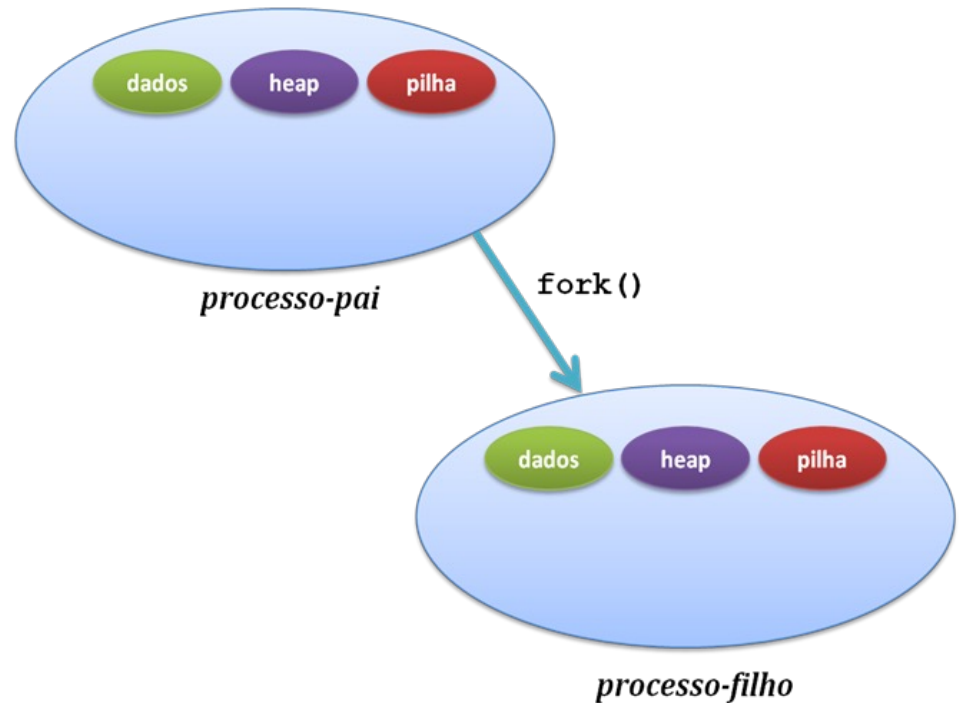 dados heap pilha
processo-pai
fork()
dados heap pilha
processo-filho